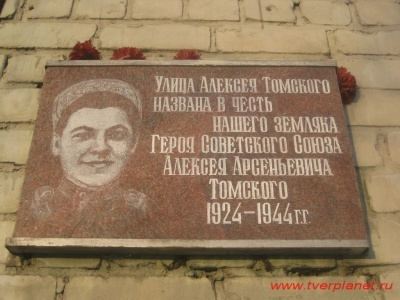 Улица Алексея Томского
названа в честь
нашего земляка
Героя Советского Союза
Алексея Арсеньевича
Томского
1924-1944 г.г.
www.tverplanet.ru